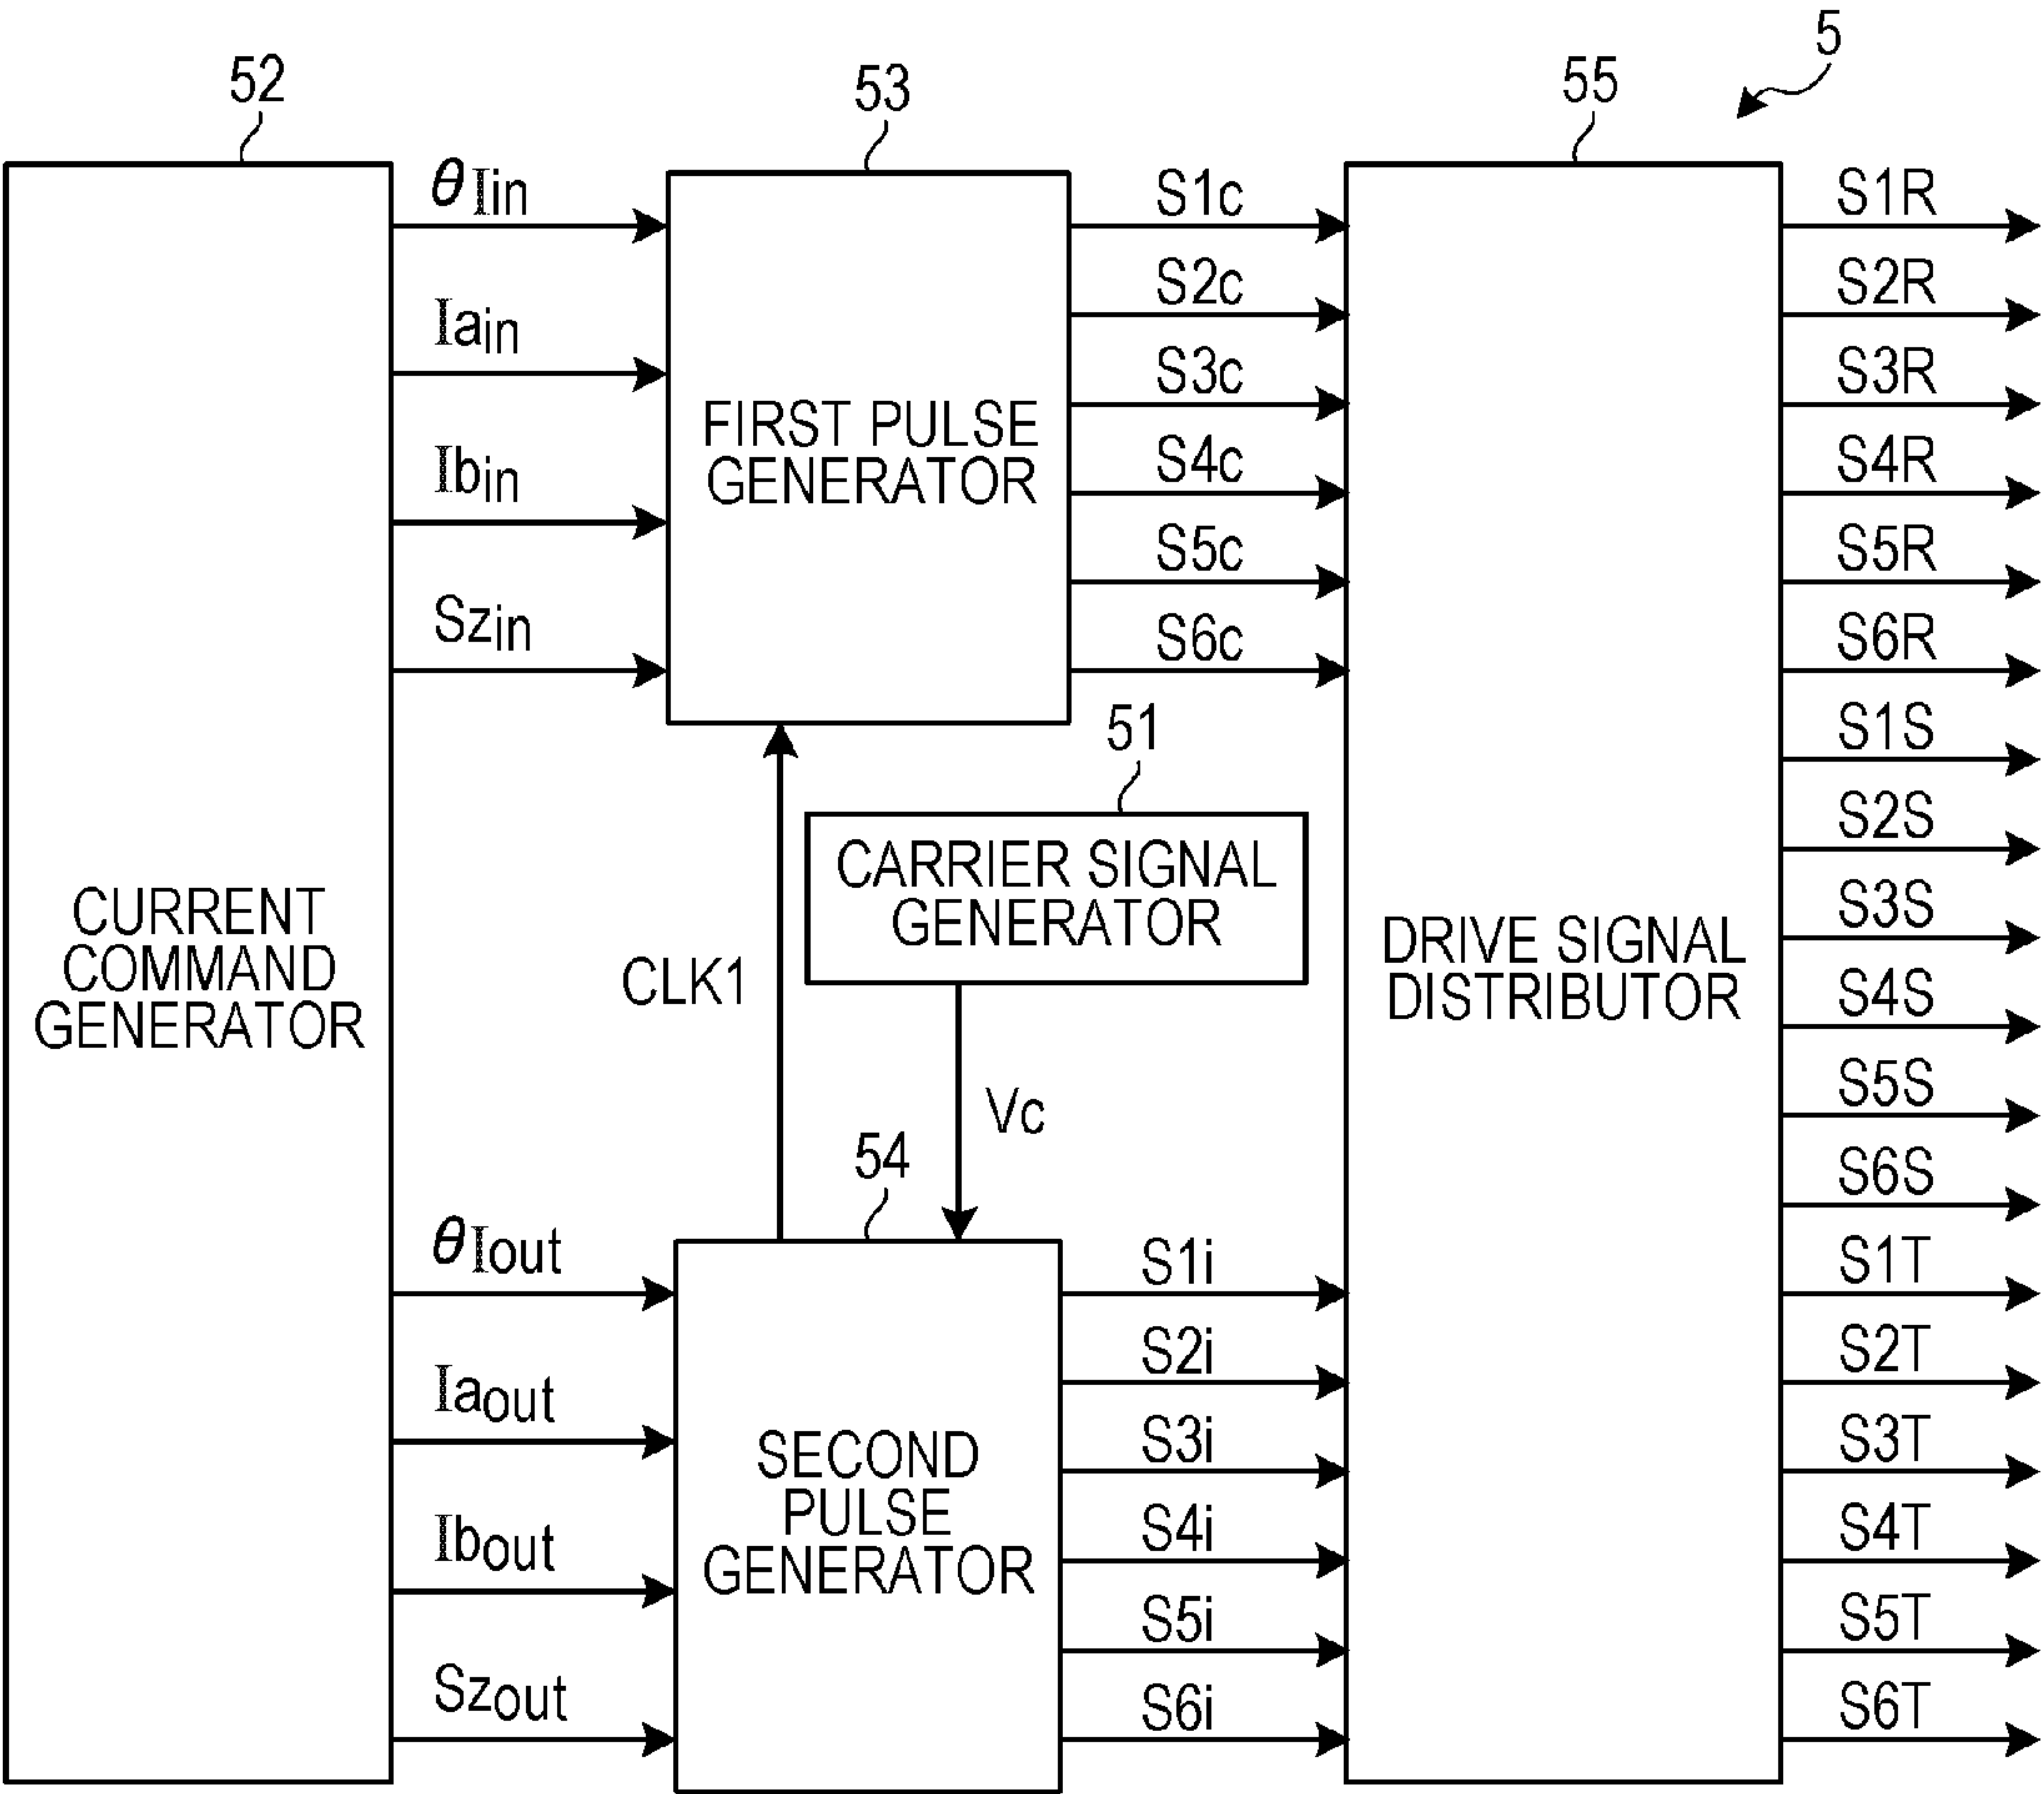 5
52
53
55
θIin
Iain
Ibin
Szin
FIRST PULSE
GENERATOR
S1c
S2c
S3c
S4c
S5c
S6c
51
CARRIER SIGNAL
GENERATOR
CURRENT
COMMAND
GENERATOR
CLK1
Vc
DRIVE SIGNAL
DISTRIBUTOR
54
θIout
Iaout
Ibout
Szout
SECOND
PULSE
GENERATOR
S1i
S2i
S3i
S4i
S5i
S6i
S1R
S2R
S3R
S4R
S5R
S6R
S1S
S2S
S3S
S4S
S5S
S6S
S1T
S2T
S3T
S4T
S5T
S6T